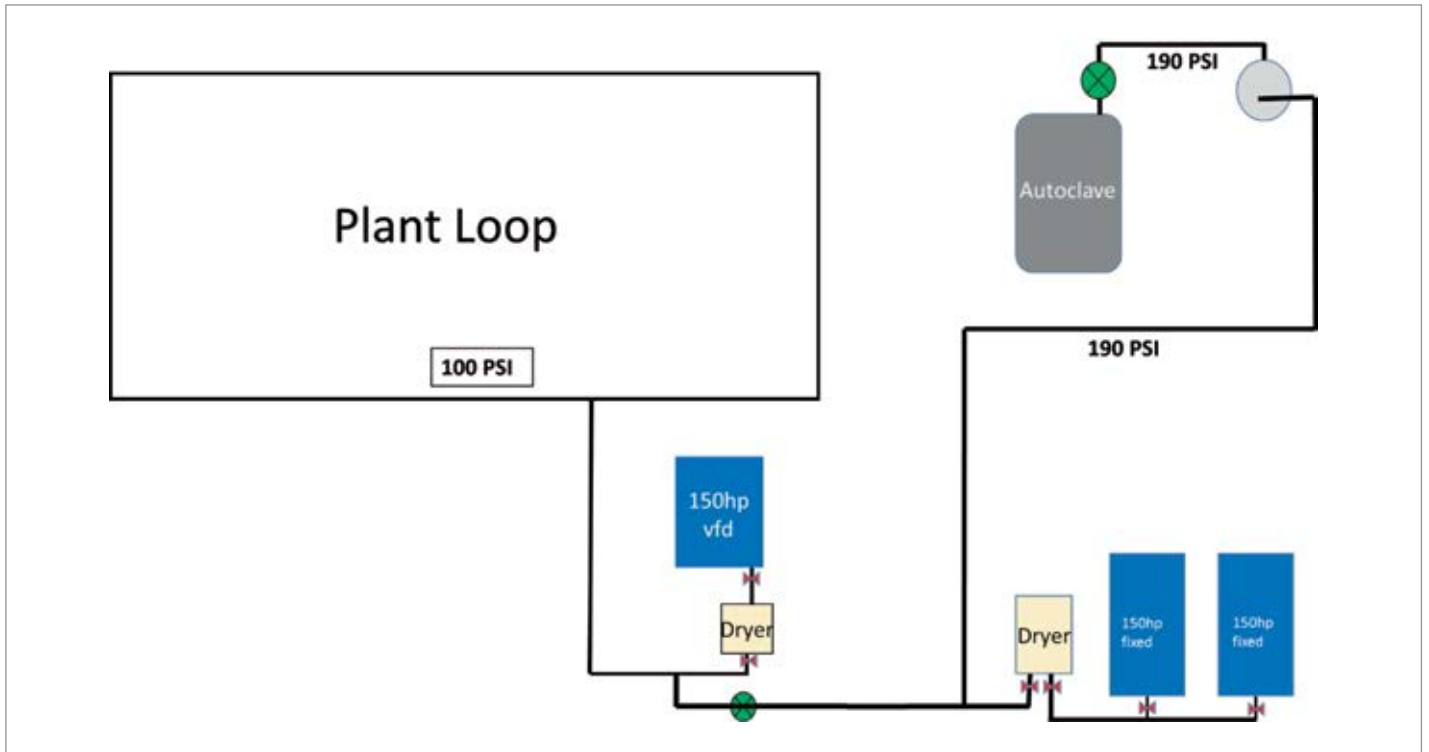 190 PSI
Autoclave
Plant Loop
190 PSI
100 PSI
150hp
vfd
Dryer
Dryer
150hp
fixed
150hp
fixed